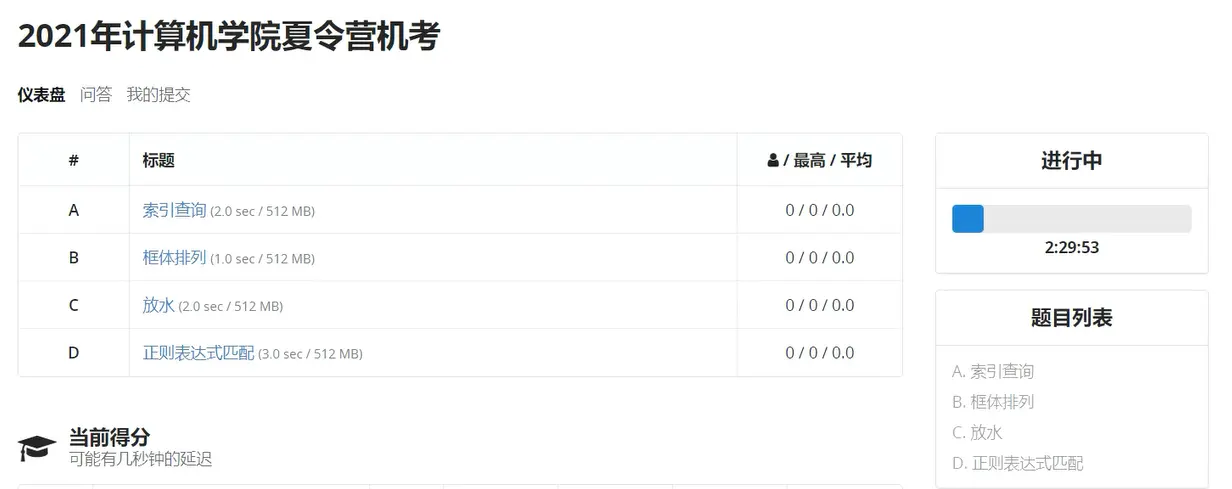 2021年计算机学院夏令营机考
仪表盘 问答 我的提交
# 标题 / 最高 / 平均
A 索引查询 (2.0 sec / 512 MB) 0 / 0 / 0.0
B 框体排列 (1.0 sec / 512 MB) 0 / 0 / 0.0
C 放水 (2.0 sec / 512 MB) 0 / 0 / 0.0
D 正则表达式匹配 (3.0 sec / 512 MB) 0 / 0 / 0.0
当前得分
可能有几秒钟的延迟
进行中
2:29:53
题目列表
A. 索引查询
B. 框体排列
C. 放水
D. 正则表达式匹配